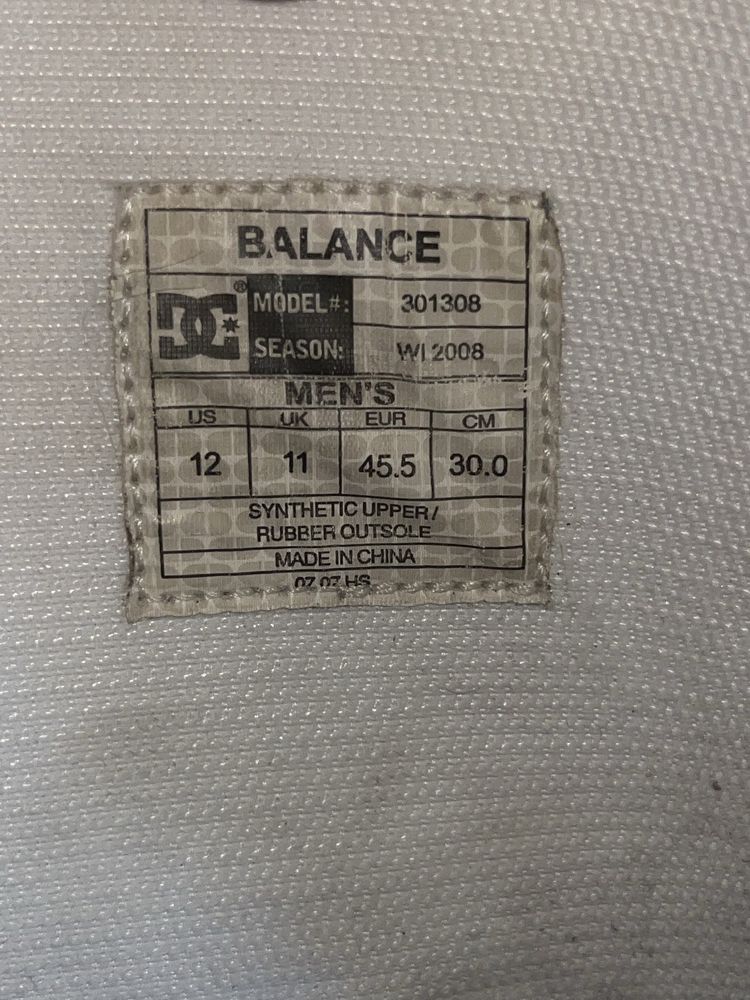 BALANCE
DC ® MODEL#: 301308
SEASON: WI 2008
MEN'S
US UK EUR CM
12 11 45.5 30.0
SYNTHETIC UPPER/
RUBBER OUTSOLE
MADE IN CHINA
07 07 HS